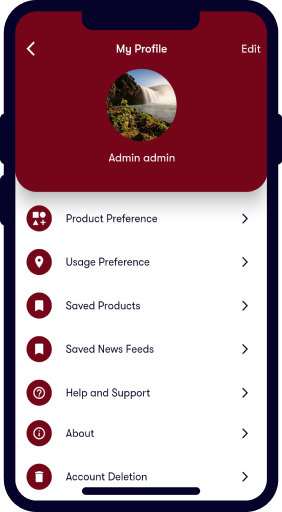 My Profile Edit
Admin admin
Product Preference
Usage Preference
Saved Products
Saved News Feeds
Help and Support
About
Account Deletion